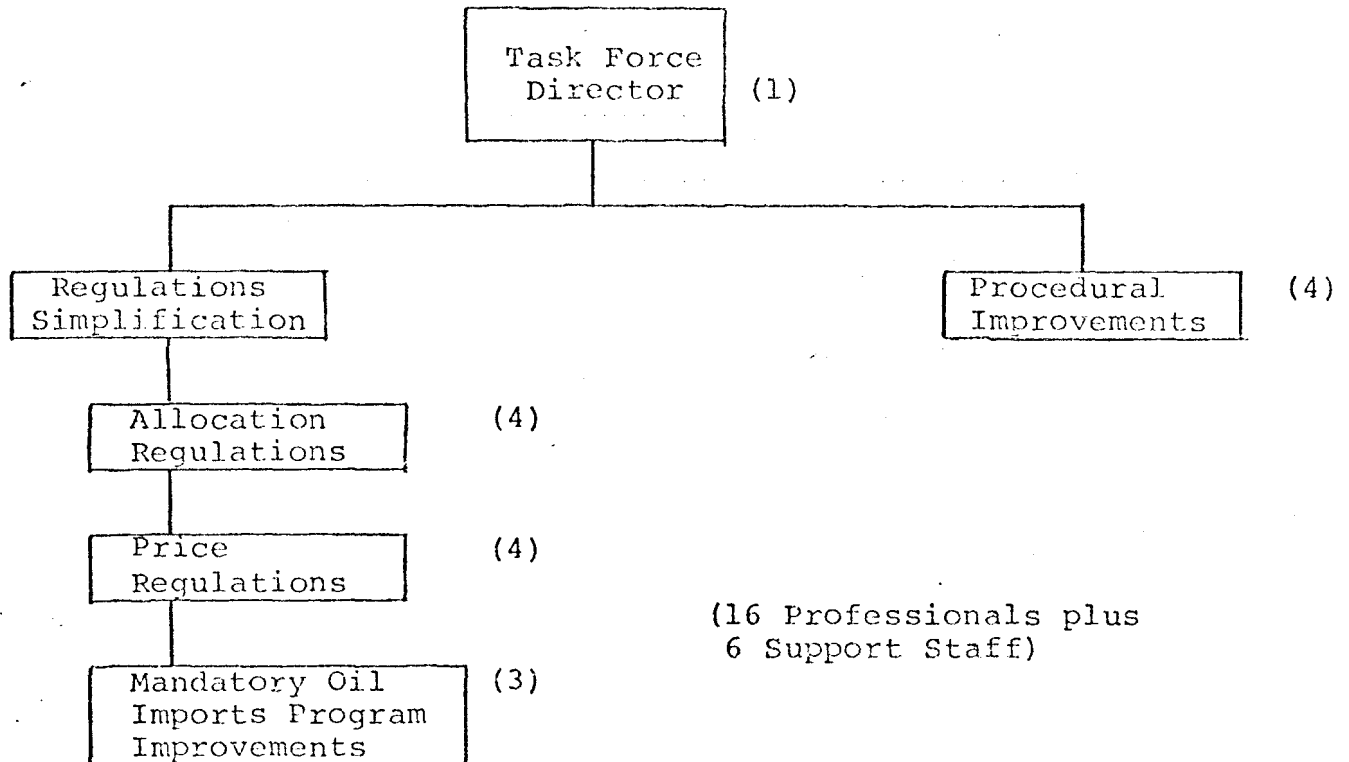 Task Force
Director (1)
Regulations
Simplification
Procedural (4)
Improvements
Allocation (4)
Regulations
Price (4)
Regulations
(16 Professionals plus
6 Support Staff)
Mandatory Oil (3)
Imports Program
Improvements